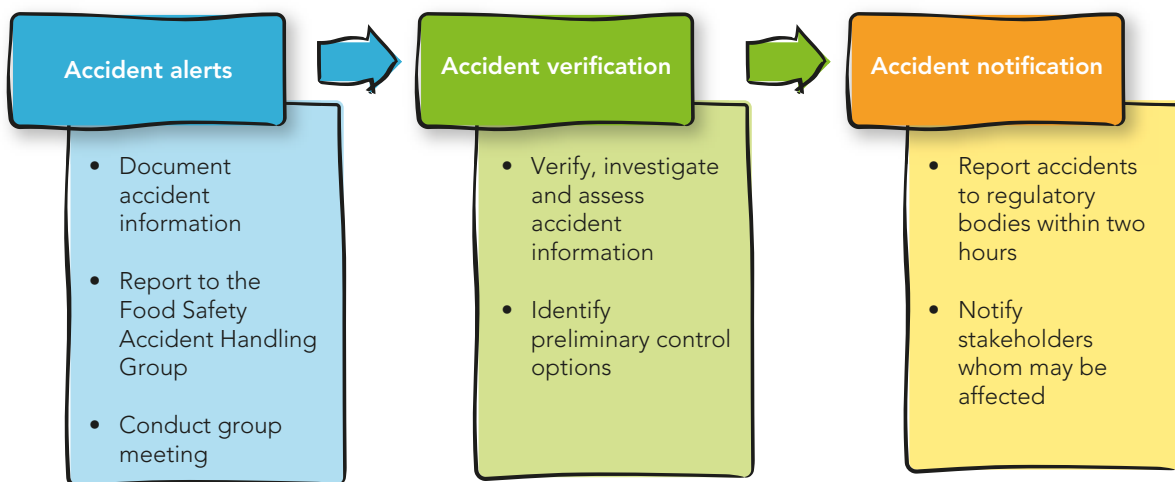 Accident alerts
• Document
accident
information
• Report to the
Food Safety
Accident Handling
Group
• Conduct group
meeting
Accident verification
• Verify, investigate
and assess
accident
information
• Identify
preliminary control
options
Accident notification
• Report accidents
to regulatory
bodies within two
hours
• Notify
stakeholders
whom may be
affected